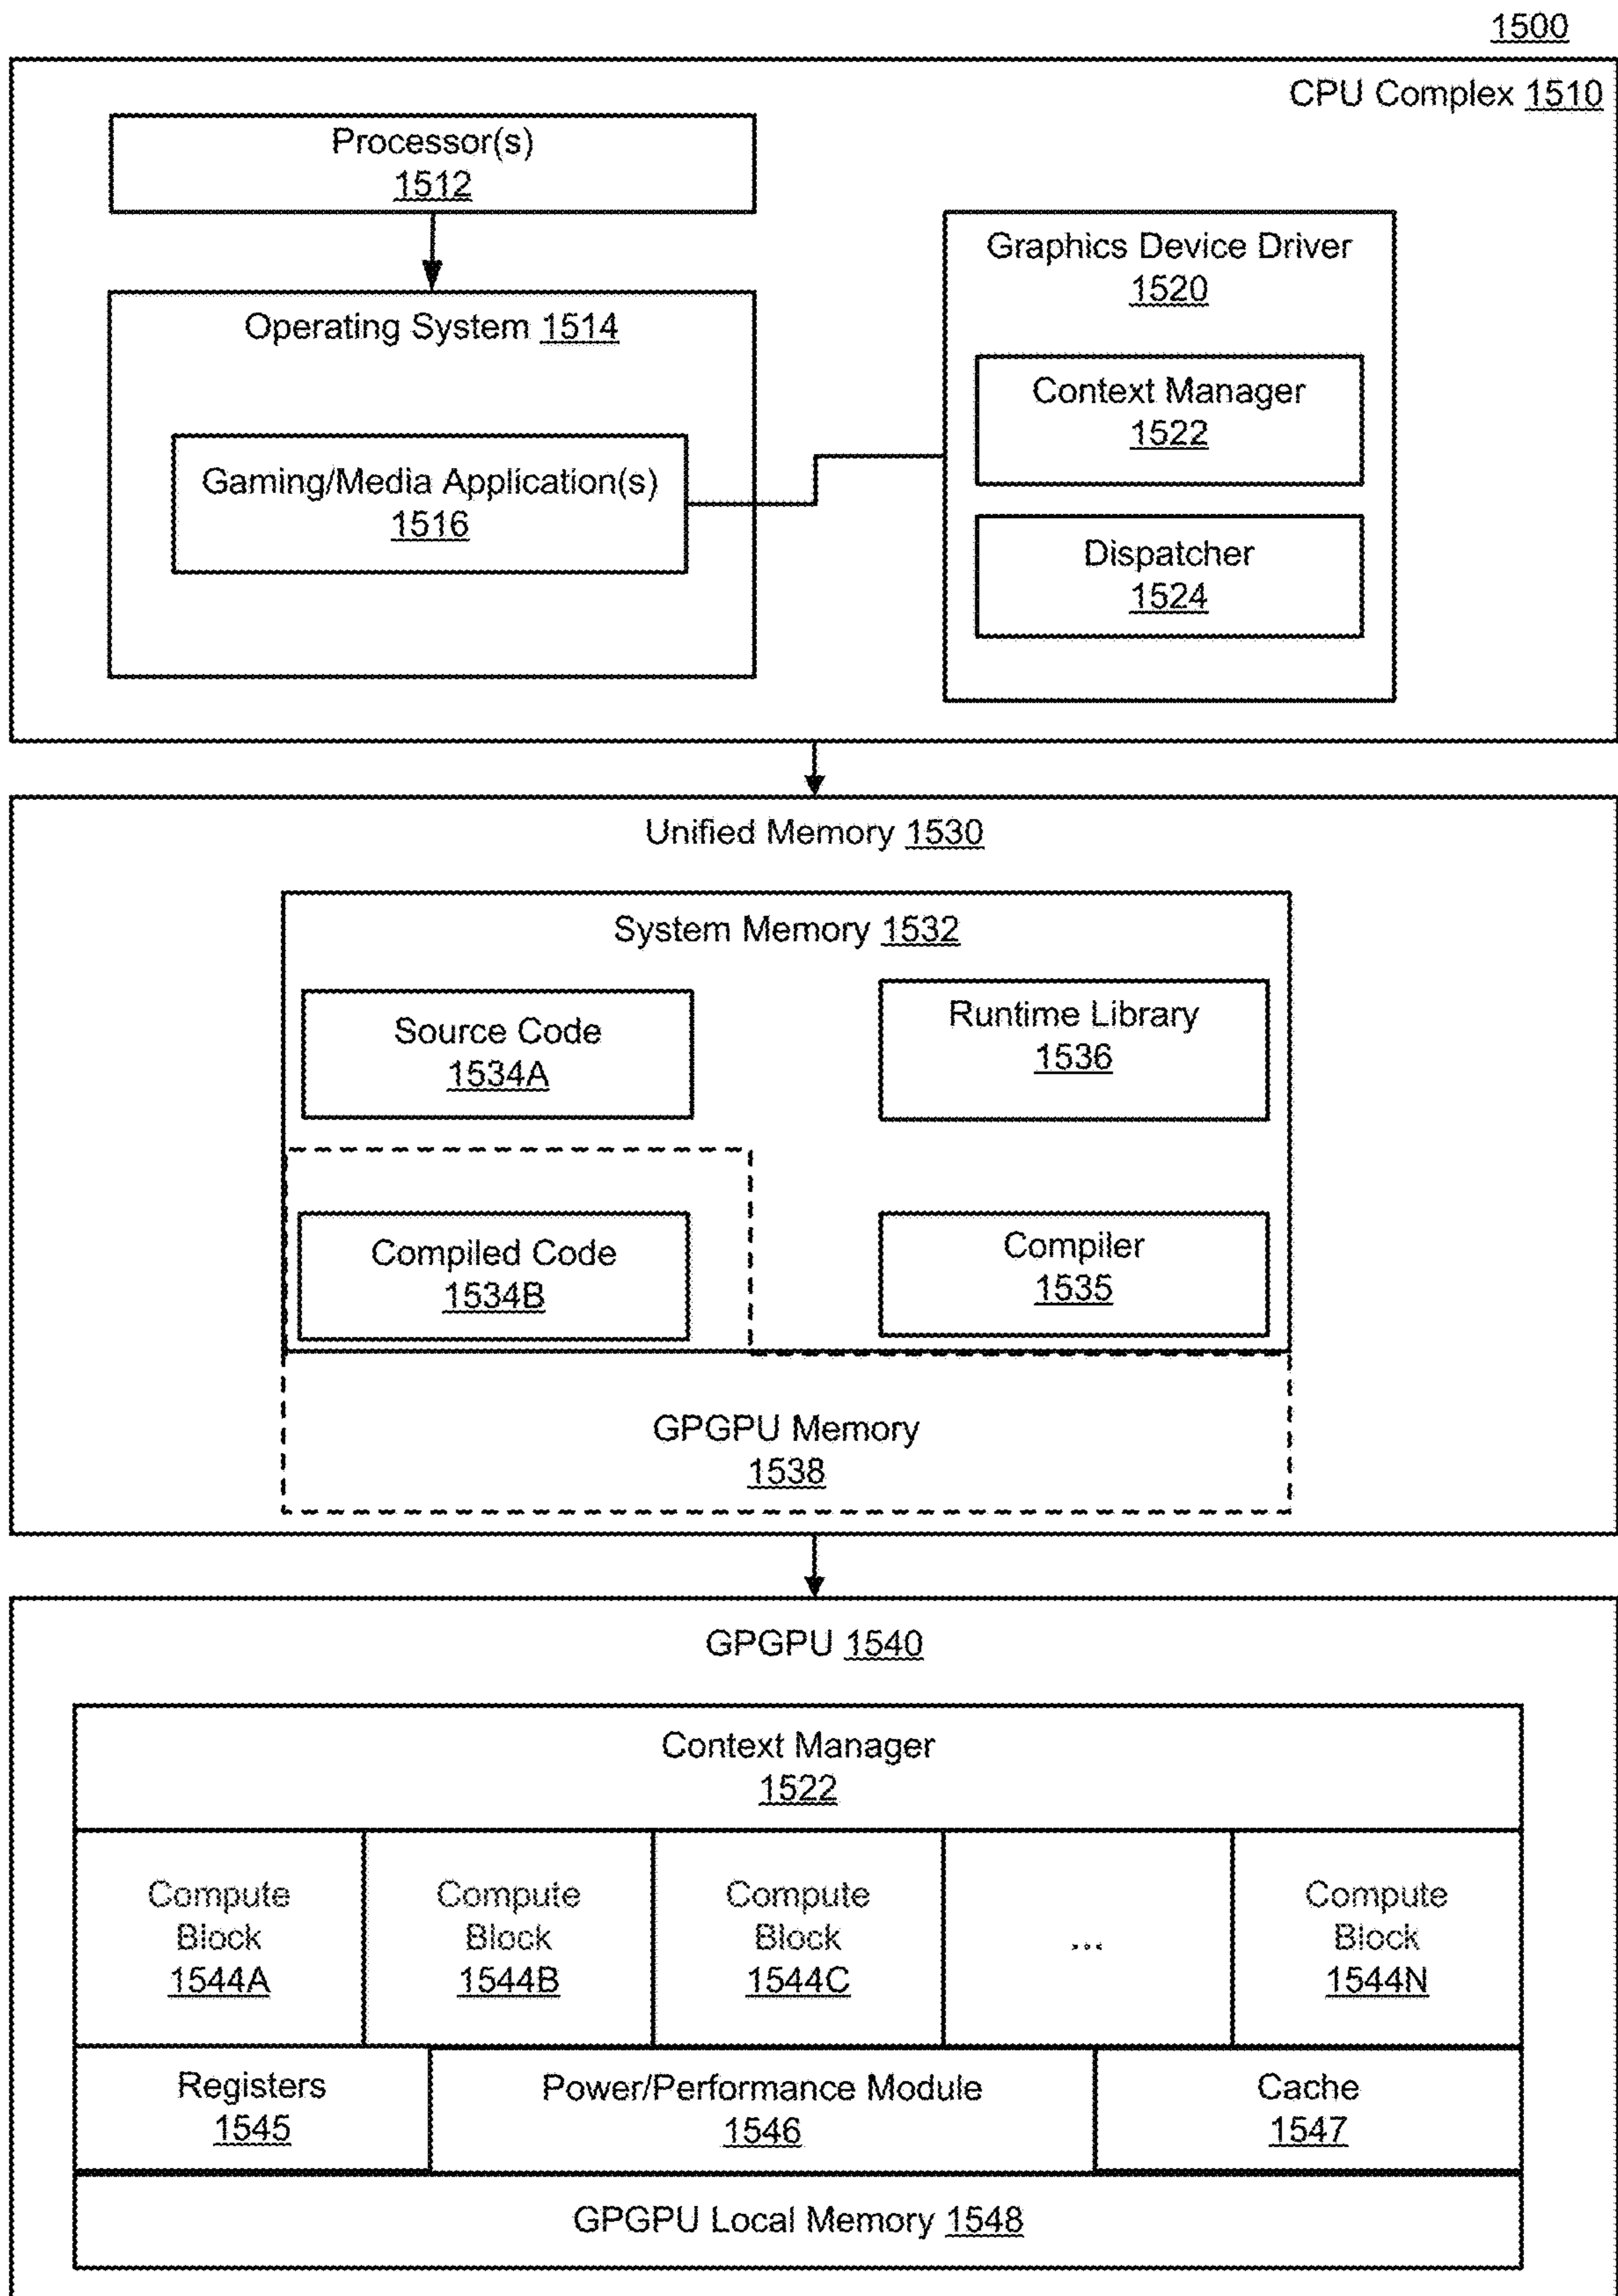 1500
CPU Complex 1510
Processor(s)
1512
Graphics Device Driver
1520
Operating System 1514
Context Manager
1522
Gaming/Media Application(s)
1516
Dispatcher
1524
Unified Memory 1530
System Memory 1532
Source Code
1534A
Runtime Library
1536
Compiled Code
1534B
Compiler
1535
GPGPU Memory
1538
GPGPU 1540
Context Manager
1522
Compute
Block
1544A
Compute
Block
1544B
Compute
Block
1544C
...
Compute
Block
1544N
Registers
1545
Power/Performance Module
1546
Cache
1547
GPGPU Local Memory 1548